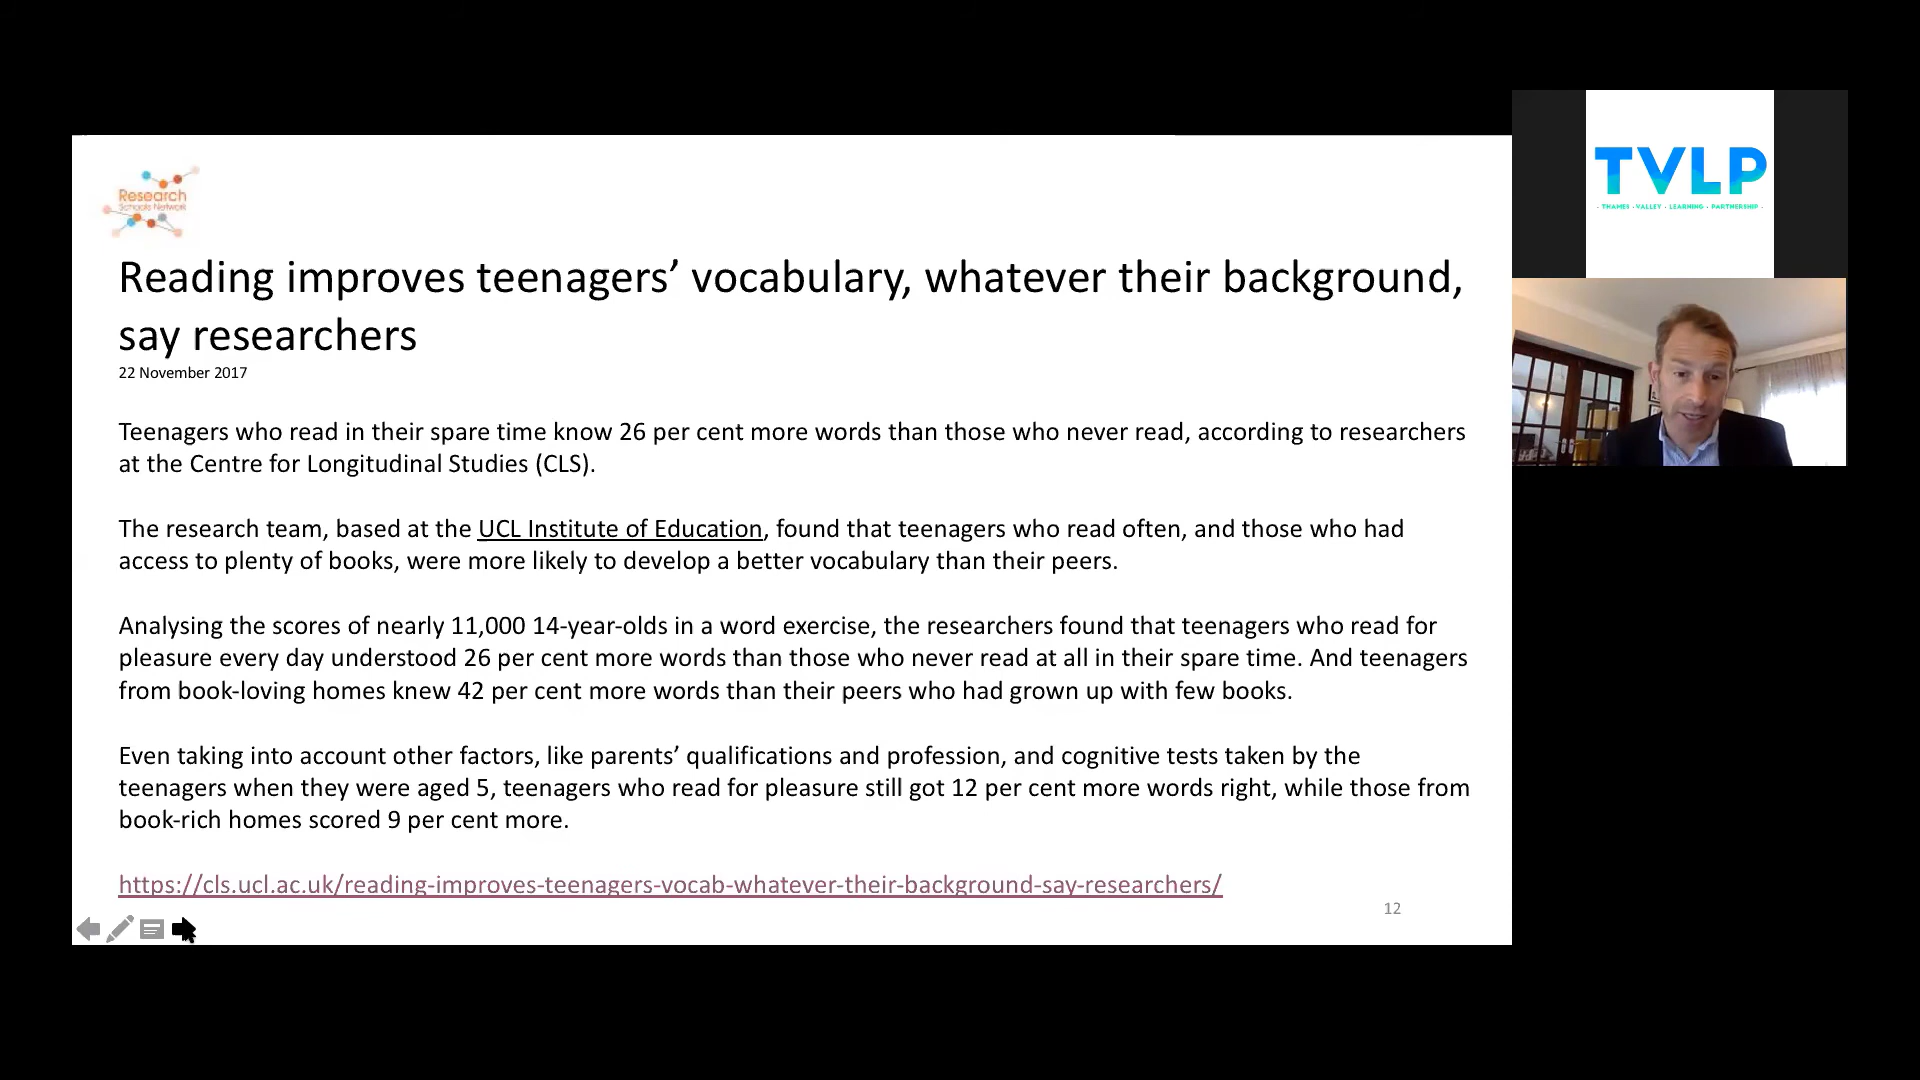 Research
Schools Network
Reading improves teenagers’ vocabulary, whatever their background,
say researchers
22 November 2017
Teenagers who read in their spare time know 26 per cent more words than those who never read, according to researchers
at the Centre for Longitudinal Studies (CLS).
The research team, based at the UCL Institute of Education, found that teenagers who read often, and those who had
access to plenty of books, were more likely to develop a better vocabulary than their peers.
Analysing the scores of nearly 11,000 14-year-olds in a word exercise, the researchers found that teenagers who read for
pleasure every day understood 26 per cent more words than those who never read at all in their spare time. And teenagers
from book-loving homes knew 42 per cent more words than their peers who had grown up with few books.
Even taking into account other factors, like parents’ qualifications and profession, and cognitive tests taken by the
teenagers when they were aged 5, teenagers who read for pleasure still got 12 per cent more words right, while those from
book-rich homes scored 9 per cent more.
https://cls.ucl.ac.uk/reading-improves-teenagers-vocab-whatever-their-background-say-researchers/
12
TVLP
- THAMES - VALLEY - LEARNING - PARTNERSHIP -